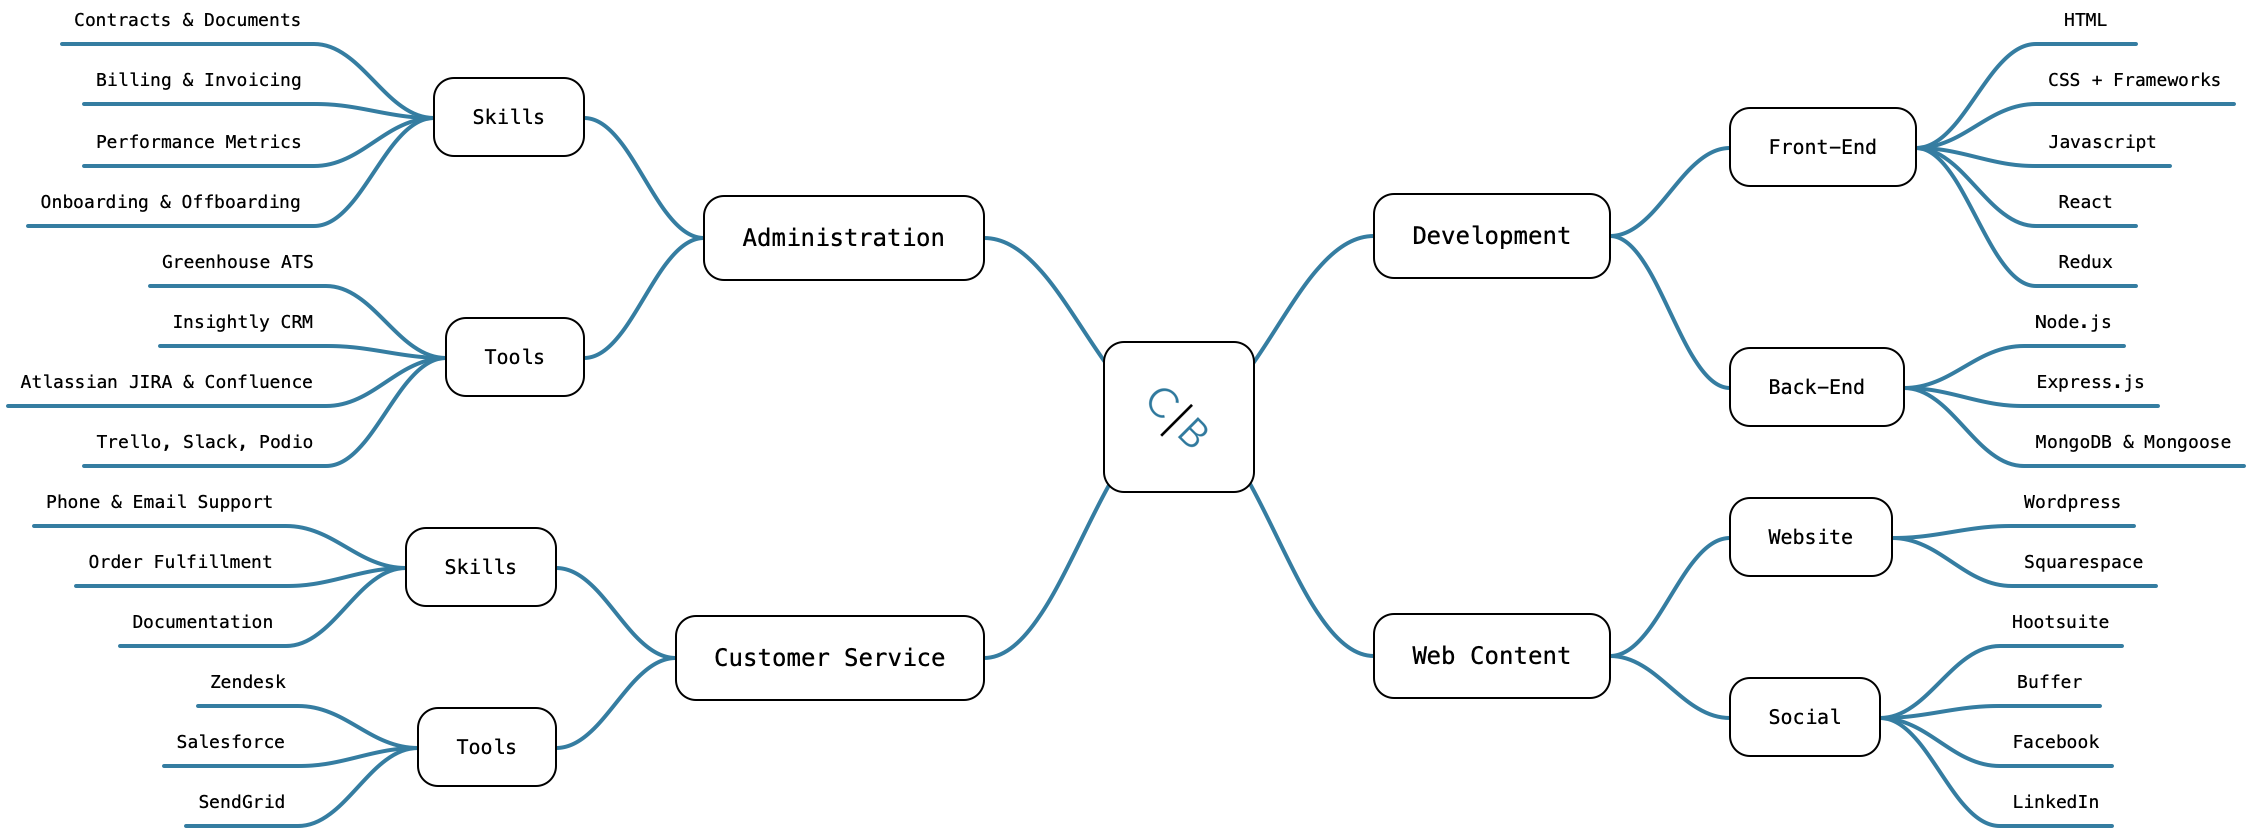 Contracts & Documents
Billing & Invoicing
Performance Metrics
Onboarding & Offboarding
Skills
Greenhouse ATS
Insightly CRM
Atlassian JIRA & Confluence
Trello, Slack, Podio
Tools
Administration
Phone & Email Support
Order Fulfillment
Documentation
Skills
Zendesk
Salesforce
SendGrid
Tools
Customer Service
C|B
Development
Front-End
HTML
CSS + Frameworks
Javascript
React
Redux
Back-End
Node.js
Express.js
MongoDB & Mongoose
Web Content
Website
Wordpress
Squarespace
Social
Hootsuite
Buffer
Facebook
LinkedIn